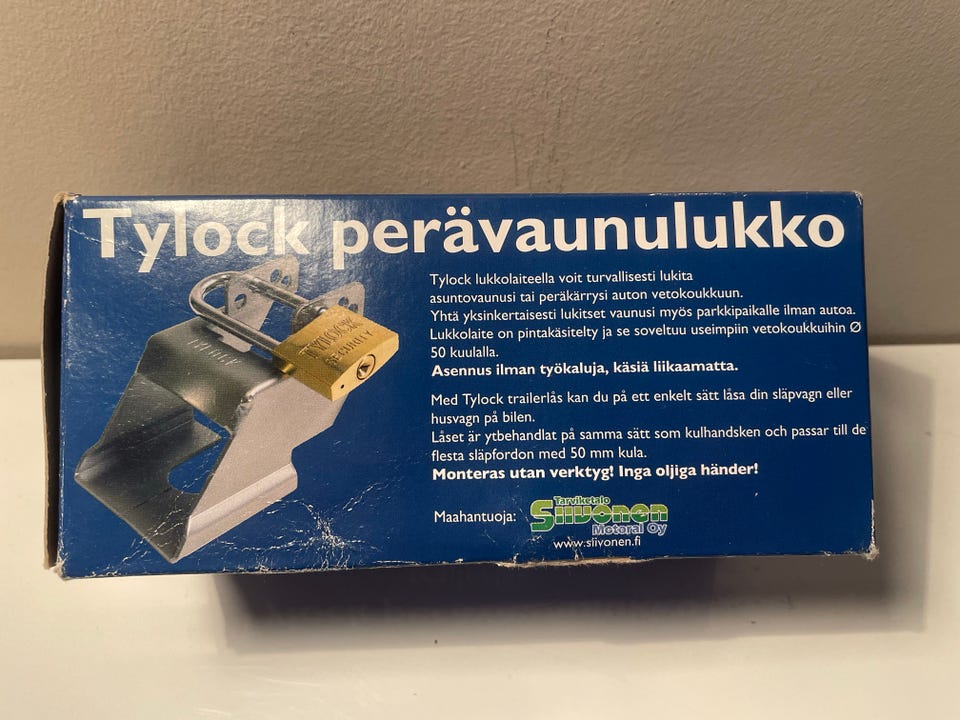 Tylock perävaunulukko
Tylock lukkolaiteella voit turvallisesti lukita
asuntovaunusi tai peräkärrysi auton vetokoukkuun.
Yhtä yksinkertaisesti lukitset vaunusi myös parkkipaikalle ilman autoa.
Lukkolaite on pintakäsitelty ja se soveltuu useimpiin vetokoukkuihin Ø
50 kuulalla.
Asennus ilman työkaluja, käsiä liikaamatta.
Med Tylock trailerlås kan du på ett enkelt sätt låsa din släpvagn eller
husvagn på bilen.
Låset är ytbehandlat på samma sätt som kulhandsken och passar till de
flesta släpfordon med 50 mm kula.
Monteras utan verktyg! Inga oljiga händer!
Maahantuoja:
Tarviketalo
Siivonen
Motoral Oy
www.siivonen.fi
TYLOCK
SECURITY